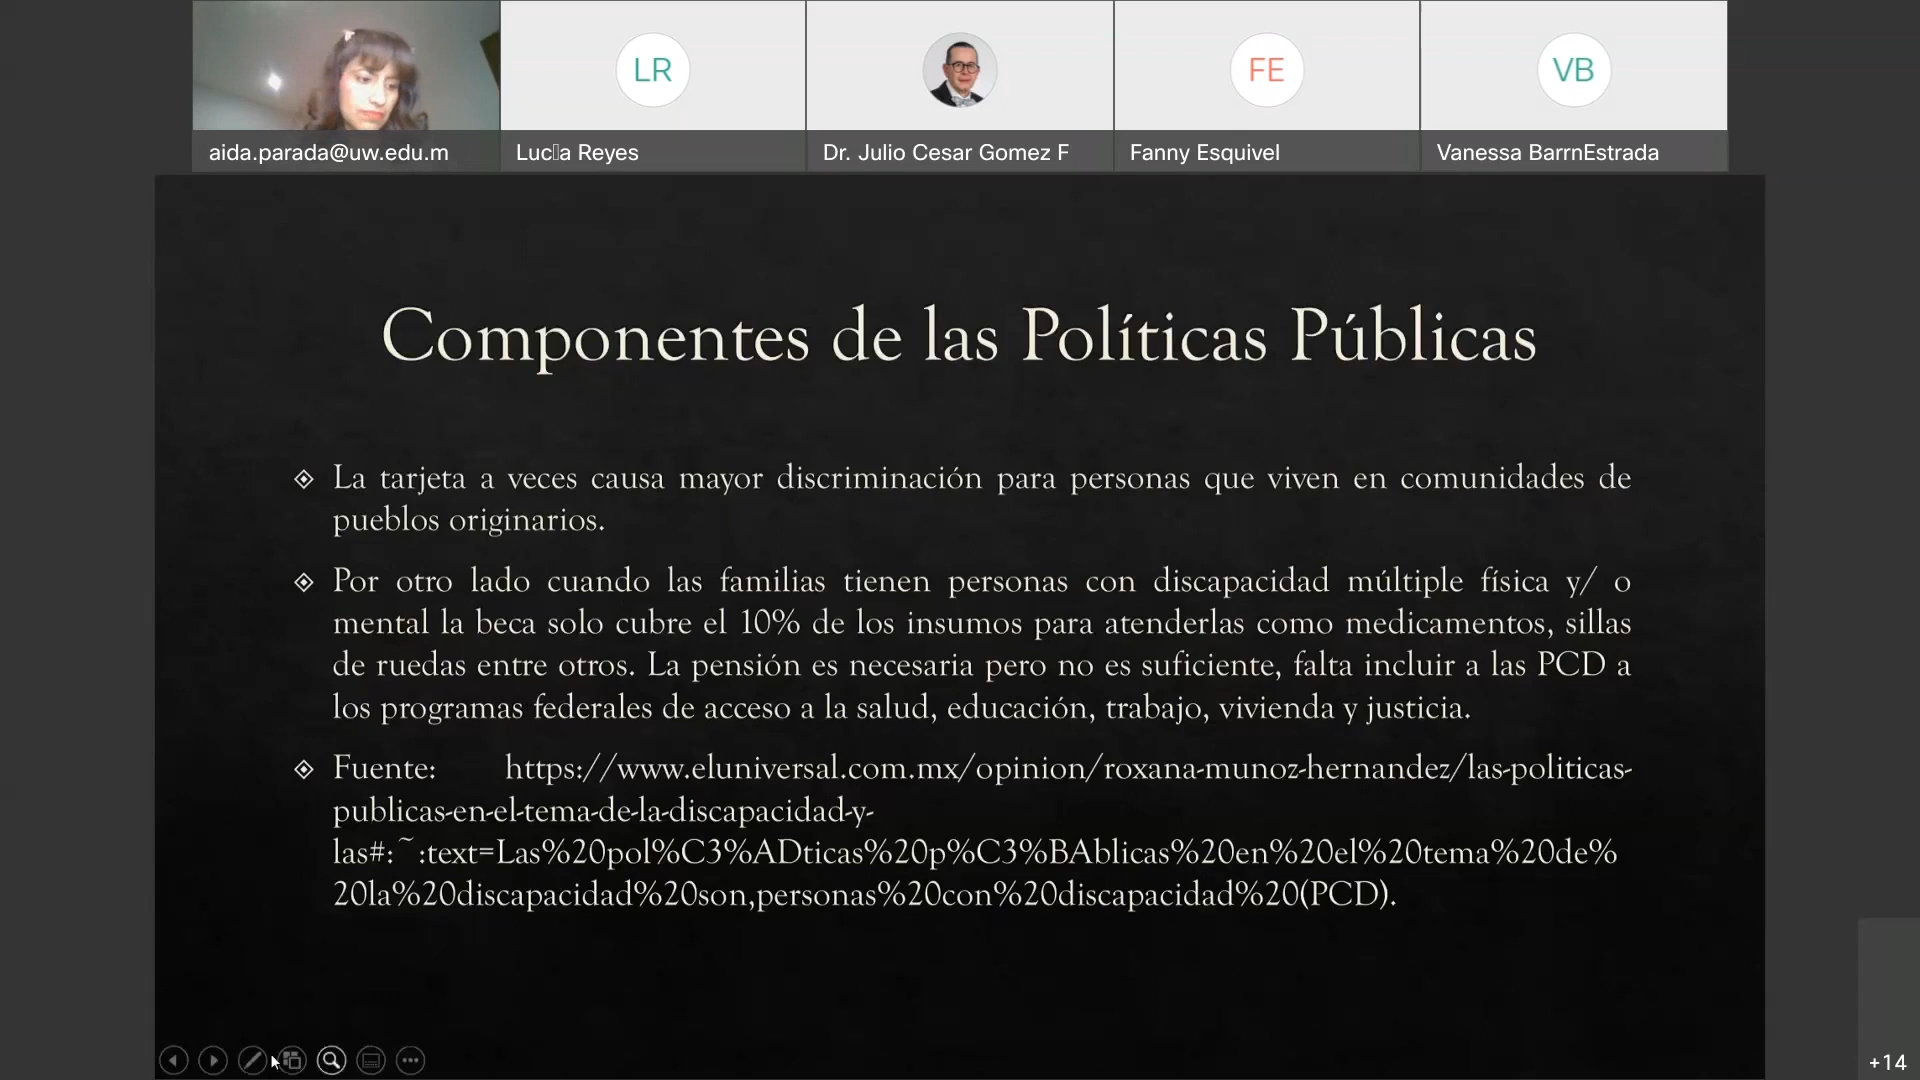 LR
FE
VB
aida.parada@uw.edu.m
Luc▯a Reyes
Dr. Julio Cesar Gomez F
Fanny Esquivel
Vanessa BarrnEstrada
Componentes de las Políticas Públicas
La tarjeta a veces causa mayor discriminación para personas que viven en comunidades de
pueblos originarios.
Por otro lado cuando las familias tienen personas con discapacidad múltiple física y/ o
mental la beca solo cubre el 10% de los insumos para atenderlas como medicamentos, sillas
de ruedas entre otros. La pensión es necesaria pero no es suficiente, falta incluir a las PCD a
los programas federales de acceso a la salud, educación, trabajo, vivienda y justicia.
Fuente: https://www.eluniversal.com.mx/opinion/roxana-munoz-hernandez/las-politicas-
publicas-en-el-tema-de-la-discapacidad-y-
las#:~:text=Las%20pol%C3%ADticas%20p%C3%BAblicas%20en%20el%20tema%20de%
20la%20discapacidad%20son,personas%20con%20discapacidad%20(PCD).
+14